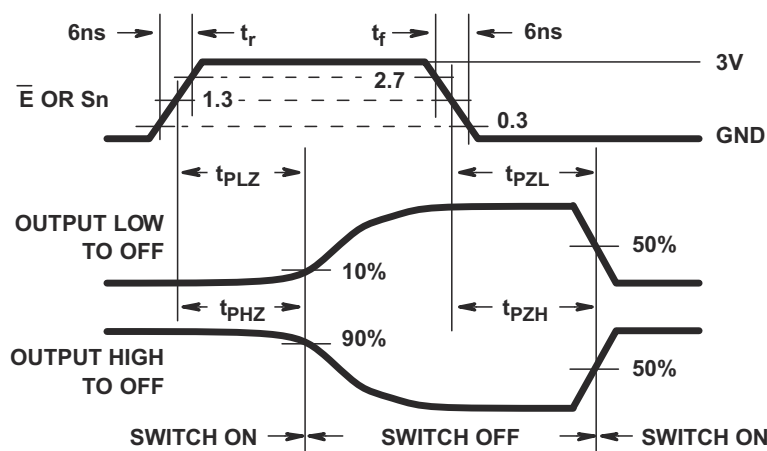 6ns tr tf 6ns
3V
2.7
E̅ OR Sn 1.3
0.3
GND
tPLZ tPZL
OUTPUT LOW
TO OFF
50%
10%
tPHZ tPZH
90%
OUTPUT HIGH
TO OFF
50%
SWITCH ON SWITCH OFF SWITCH ON